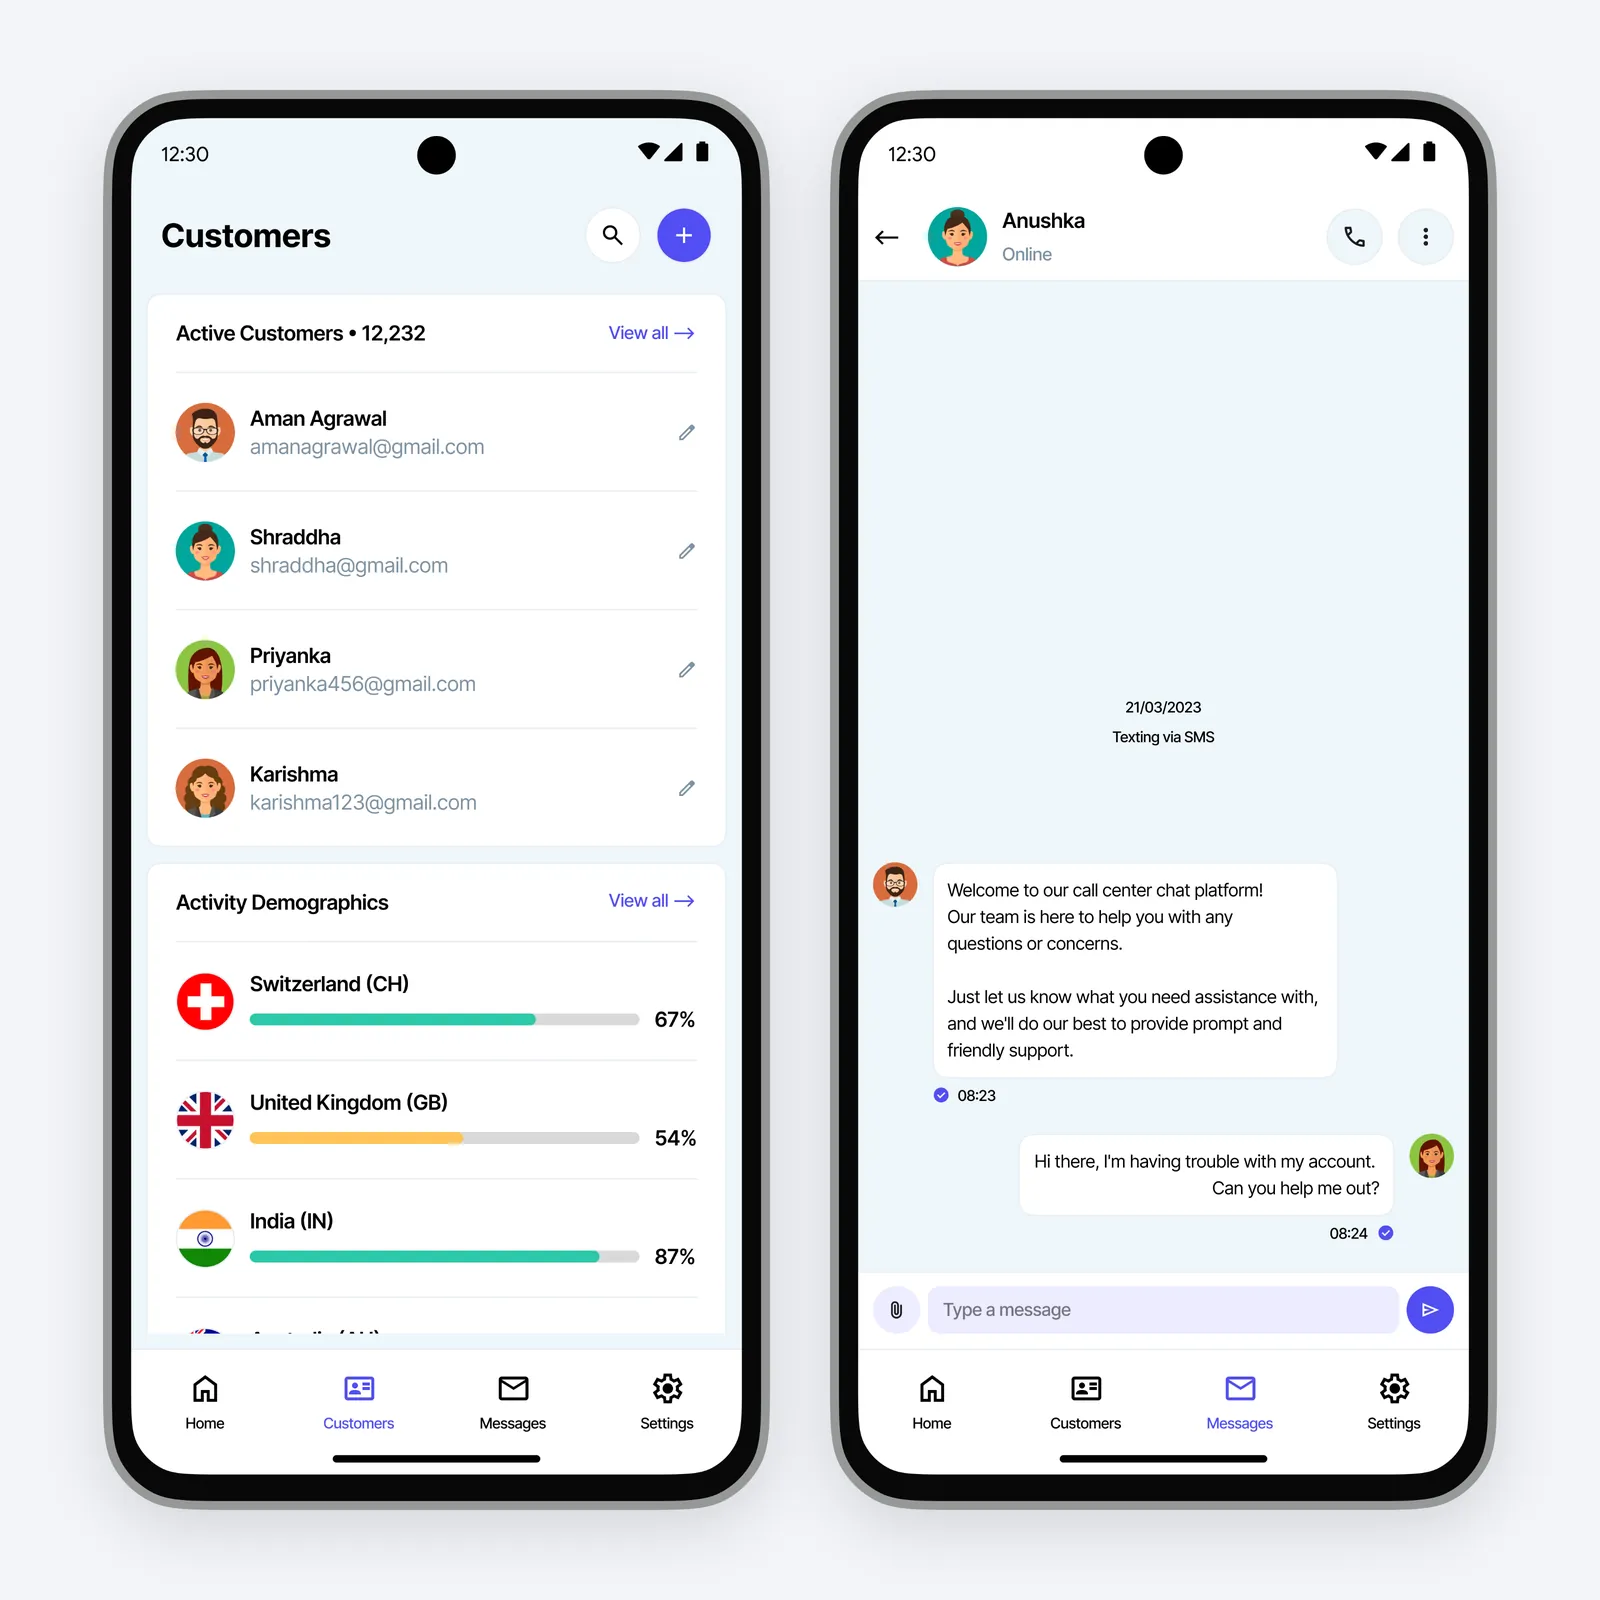 12:30
Customers
Active Customers • 12,232
View all →
Aman Agrawal
amanagrawal@gmail.com
Shraddha
shraddha@gmail.com
Priyanka
priyanka456@gmail.com
Karishma
karishma123@gmail.com
Activity Demographics
View all →
Switzerland (CH)
67%
United Kingdom (GB)
54%
India (IN)
87%
Home
Customers
Messages
Settings
12:30
Anushka
Online
21/03/2023
Texting via SMS
Welcome to our call center chat platform!
Our team is here to help you with any
questions or concerns.
Just let us know what you need assistance with,
and we'll do our best to provide prompt and
friendly support.
08:23
Hi there, I'm having trouble with my account.
Can you help me out?
08:24
Type a message
Home
Customers
Messages
Settings